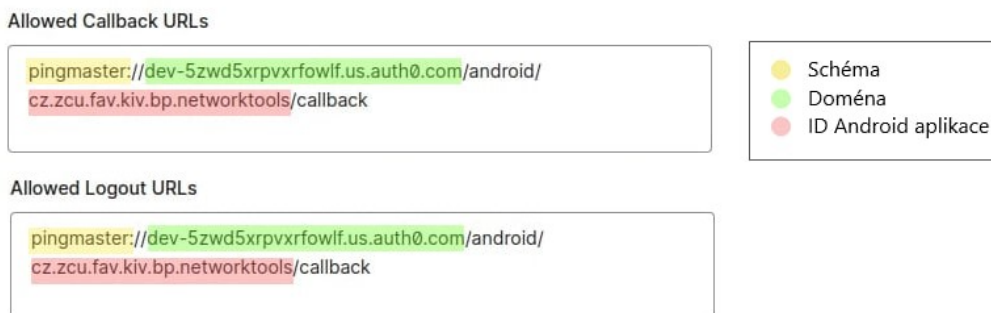 Allowed Callback URLs
pingmaster://dev-5zwd5xrpvxrfowlf.us.auth0.com/android/
cz.zcu.fav.kiv.bp.networktools/callback
Schéma
Doména
ID Android aplikace
Allowed Logout URLs
pingmaster://dev-5zwd5xrpvxrfowlf.us.auth0.com/android/
cz.zcu.fav.kiv.bp.networktools/callback